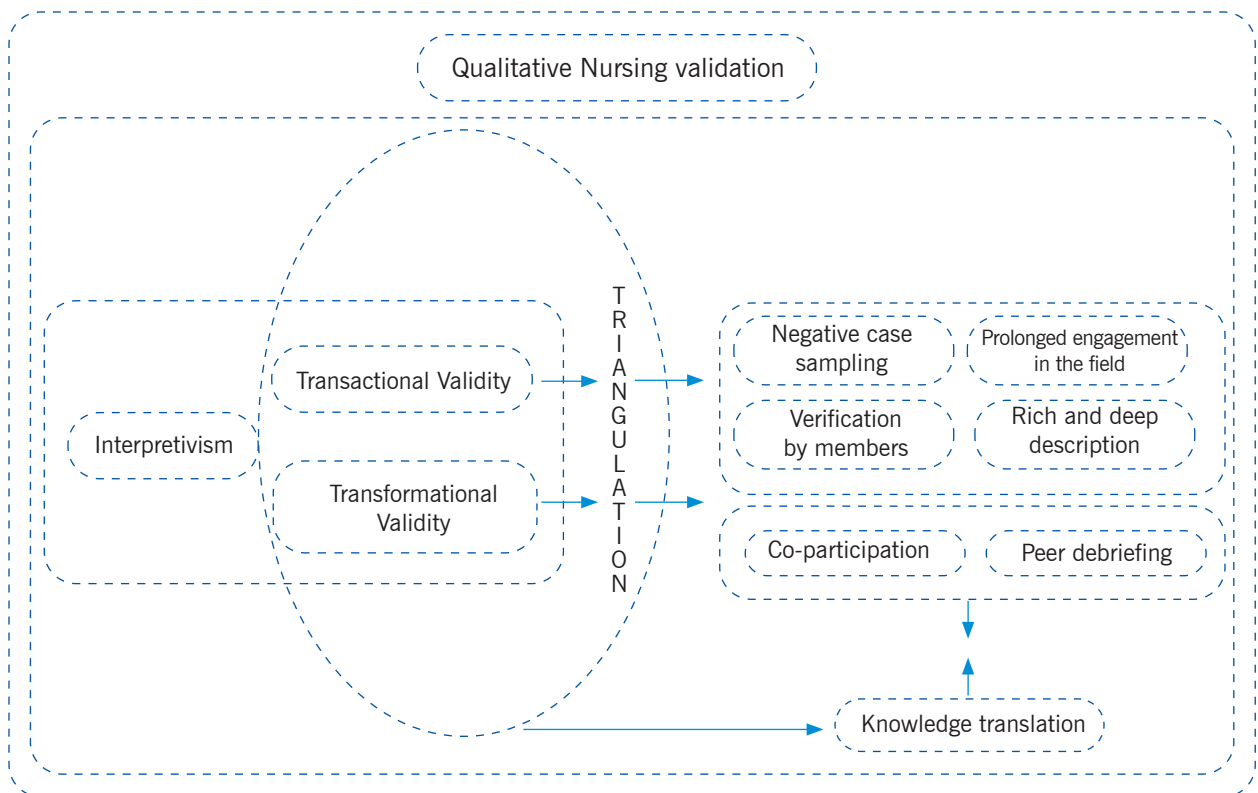 Qualitative Nursing validation
Interpretivism
Transactional Validity
Transformational
Validity
T
R
I
A
N
G
U
L
A
T
I
O
N
Negative case
sampling
Prolonged engagement
in the field
Verification
by members
Rich and deep
description
Co-participation
Peer debriefing
Knowledge translation